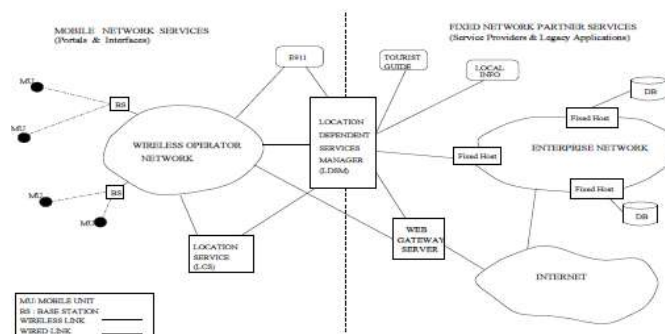 MOBILE NETWORK SERVICES
(Portals & Interfaces)
FIXED NETWORK PARTNER SERVICES
(Service Providers & Legacy Applications)
E911
TOURIST
GUIDE
LOCAL
INFO
MU
BS
MU
WIRELESS OPERATOR
NETWORK
LOCATION
DEPENDENT
SERVICES
MANAGER
(LDSM)
DB
Fixed Host
ENTERPRISE NETWORK
Fixed Host
Fixed Host
DB
MU
BS
MU
LOCATION
SERVICE
(LCS)
WEB
GATEWAY
SERVER
INTERNET
MU: MOBILE UNIT
BS : BASE STATION
WIRELESS LINK
WIRED LINK